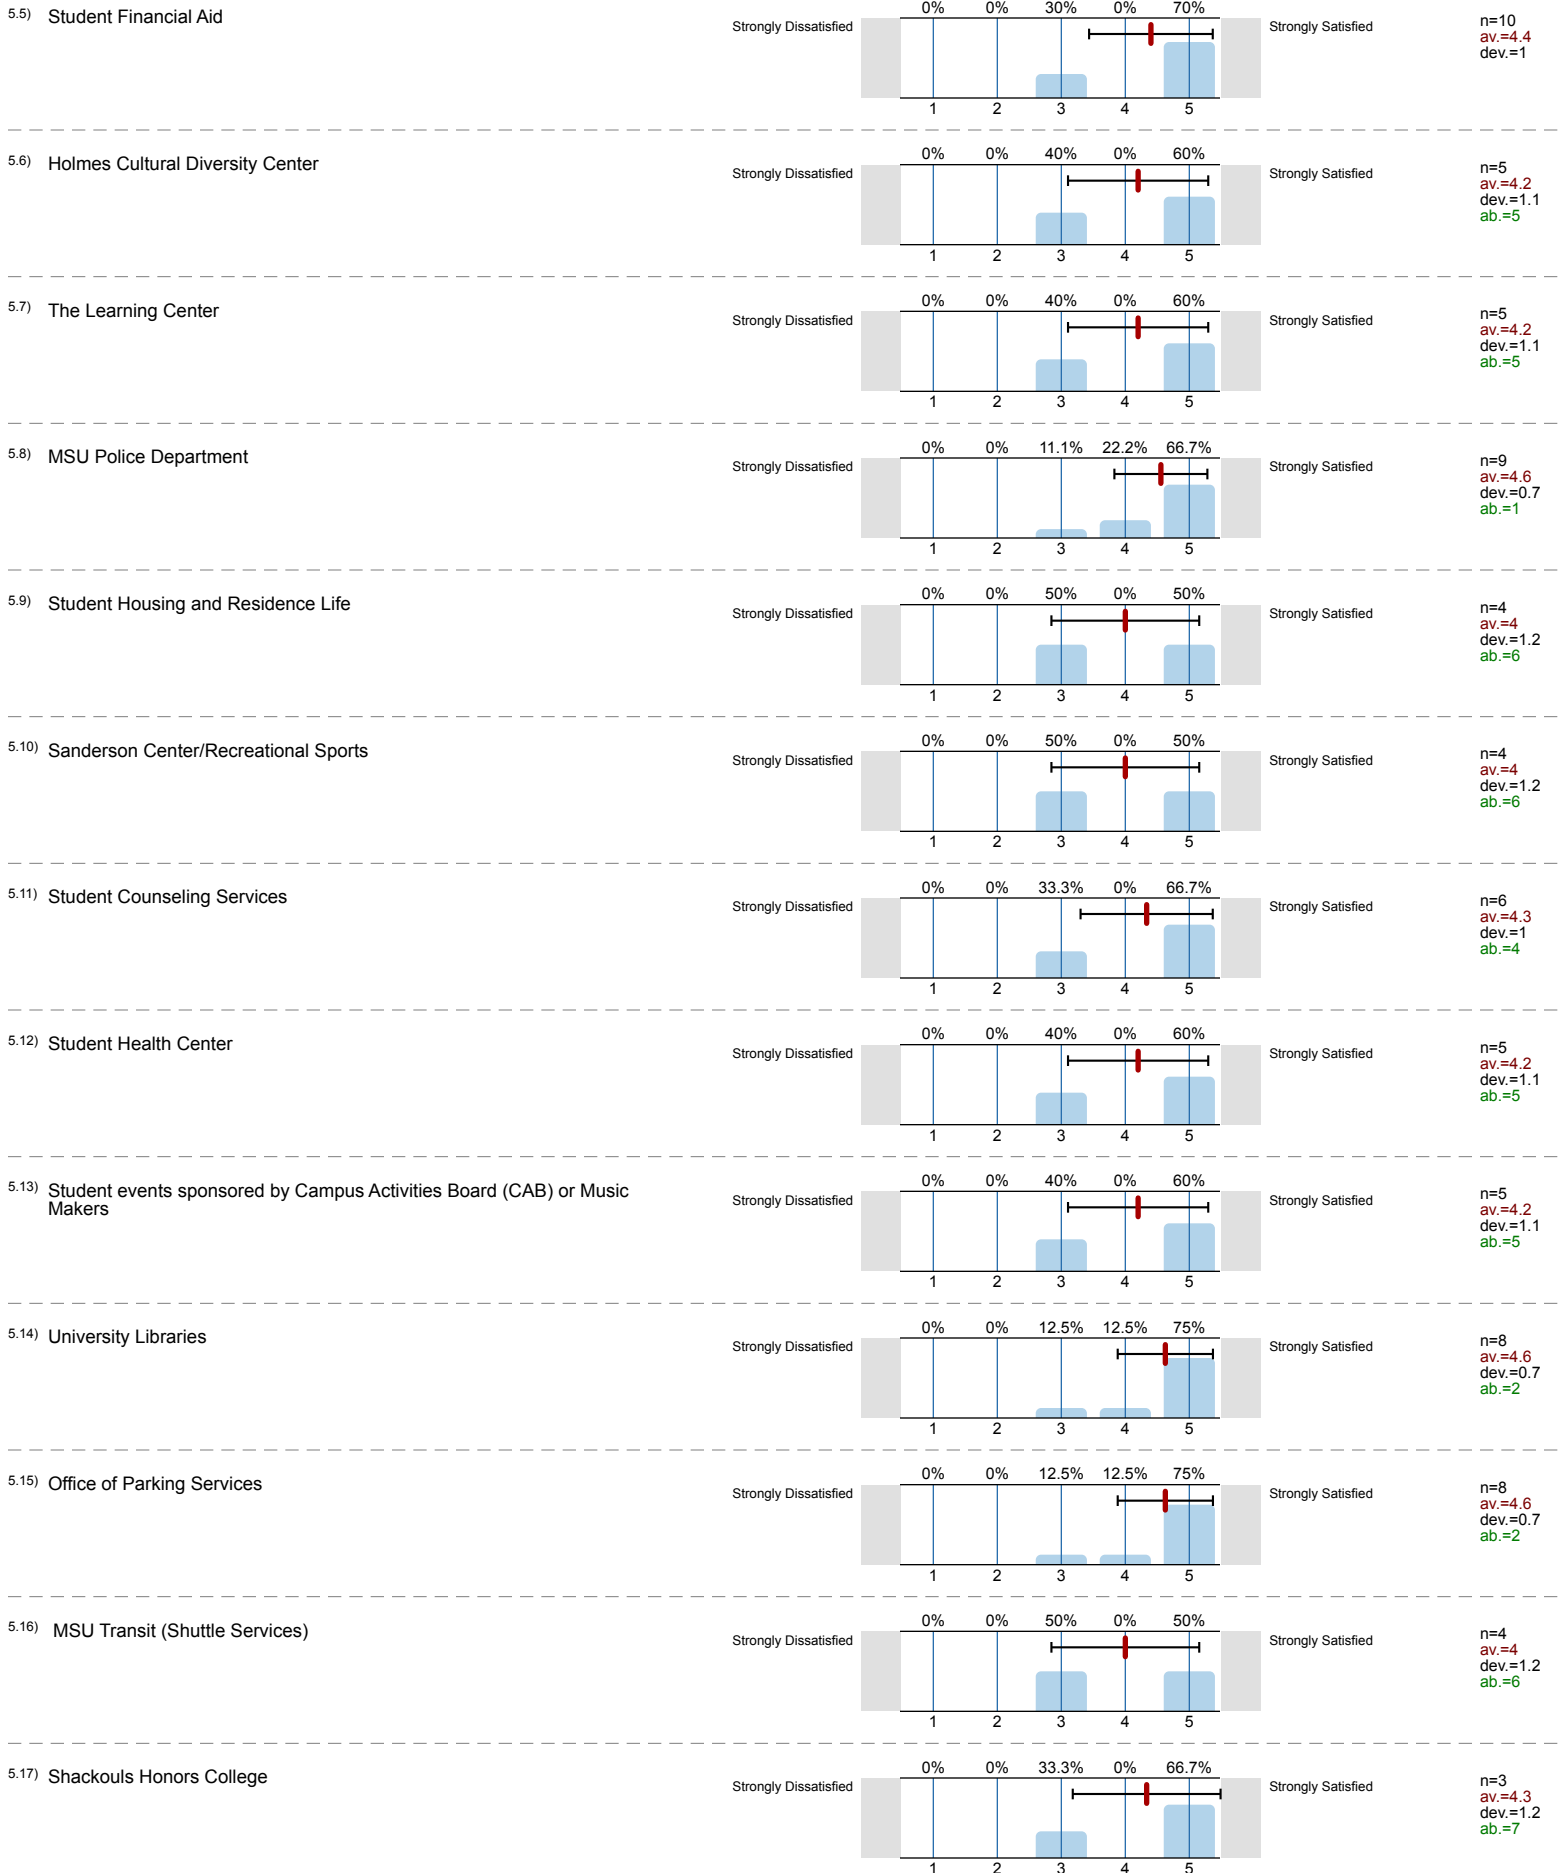 5.5) Student Financial Aid
0% 0% 30% 0% 70%
Strongly Dissatisfied Strongly Satisfied
n=10
av.=4.4
dev.=1
1 2 3 4 5
5.6) Holmes Cultural Diversity Center
0% 0% 40% 0% 60%
Strongly Dissatisfied Strongly Satisfied
n=5
av.=4.2
dev.=1.1
ab.=5
1 2 3 4 5
5.7) The Learning Center
0% 0% 40% 0% 60%
Strongly Dissatisfied Strongly Satisfied
n=5
av.=4.2
dev.=1.1
ab.=5
1 2 3 4 5
5.8) MSU Police Department
0% 0% 11.1% 22.2% 66.7%
Strongly Dissatisfied Strongly Satisfied
n=9
av.=4.6
dev.=0.7
ab.=1
1 2 3 4 5
5.9) Student Housing and Residence Life
0% 0% 50% 0% 50%
Strongly Dissatisfied Strongly Satisfied
n=4
av.=4
dev.=1.2
ab.=6
1 2 3 4 5
5.10) Sanderson Center/Recreational Sports
0% 0% 50% 0% 50%
Strongly Dissatisfied Strongly Satisfied
n=4
av.=4
dev.=1.2
ab.=6
1 2 3 4 5
5.11) Student Counseling Services
0% 0% 33.3% 0% 66.7%
Strongly Dissatisfied Strongly Satisfied
n=6
av.=4.3
dev.=1
ab.=4
1 2 3 4 5
5.12) Student Health Center
0% 0% 40% 0% 60%
Strongly Dissatisfied Strongly Satisfied
n=5
av.=4.2
dev.=1.1
ab.=5
1 2 3 4 5
5.13) Student events sponsored by Campus Activities Board (CAB) or Music
Makers
0% 0% 40% 0% 60%
Strongly Dissatisfied Strongly Satisfied
n=5
av.=4.2
dev.=1.1
ab.=5
1 2 3 4 5
5.14) University Libraries
0% 0% 12.5% 12.5% 75%
Strongly Dissatisfied Strongly Satisfied
n=8
av.=4.6
dev.=0.7
ab.=2
1 2 3 4 5
5.15) Office of Parking Services
0% 0% 12.5% 12.5% 75%
Strongly Dissatisfied Strongly Satisfied
n=8
av.=4.6
dev.=0.7
ab.=2
1 2 3 4 5
5.16) MSU Transit (Shuttle Services)
0% 0% 50% 0% 50%
Strongly Dissatisfied Strongly Satisfied
n=4
av.=4
dev.=1.2
ab.=6
1 2 3 4 5
5.17) Shackouls Honors College
0% 0% 33.3% 0% 66.7%
Strongly Dissatisfied Strongly Satisfied
n=3
av.=4.3
dev.=1.2
ab.=7
1 2 3 4 5